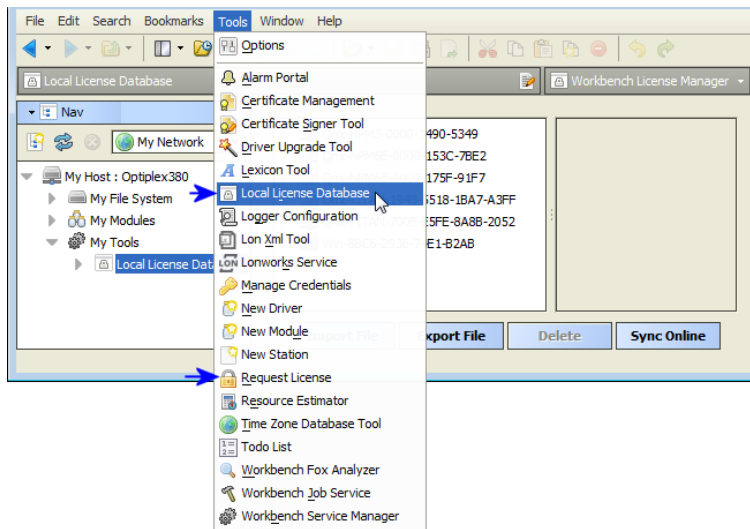 File Edit Search Bookmarks Tools Window Help
Options
Local License Database
Workbench License Manager
Alarm Portal
Nav
Certificate Management
My Network
Certificate Signer Tool
490-5349
Driver Upgrade Tool
153C-7BE2
My Host : Optiplex380
Lexicon Tool
175F-91F7
My File System
Local License Database
5518-1BA7-A3FF
My Modules
Logger Configuration
E5FE-8A8B-2052
My Tools
Lon Xml Tool
E1-B2AB
Local License Dat
LON Lonworks Service
Manage Credentials
New Driver
New Module
Import File
xport File
Delete
Sync Online
New Station
Request License
Resource Estimator
Time Zone Database Tool
Todo List
Workbench Fox Analyzer
Workbench Job Service
Workbench Service Manager